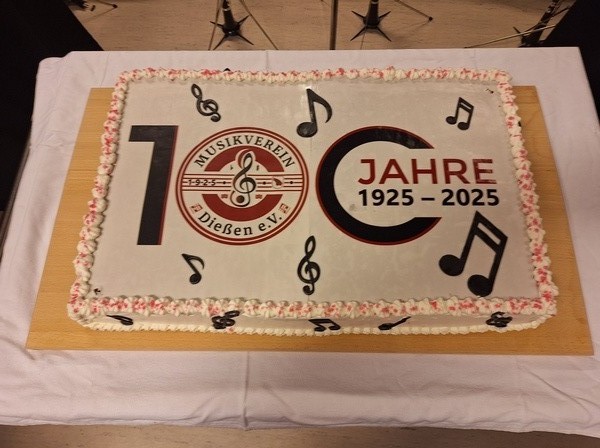 100
MUSIKVEREIN
1925
Dießen e.V.
JAHRE
1925 – 2025